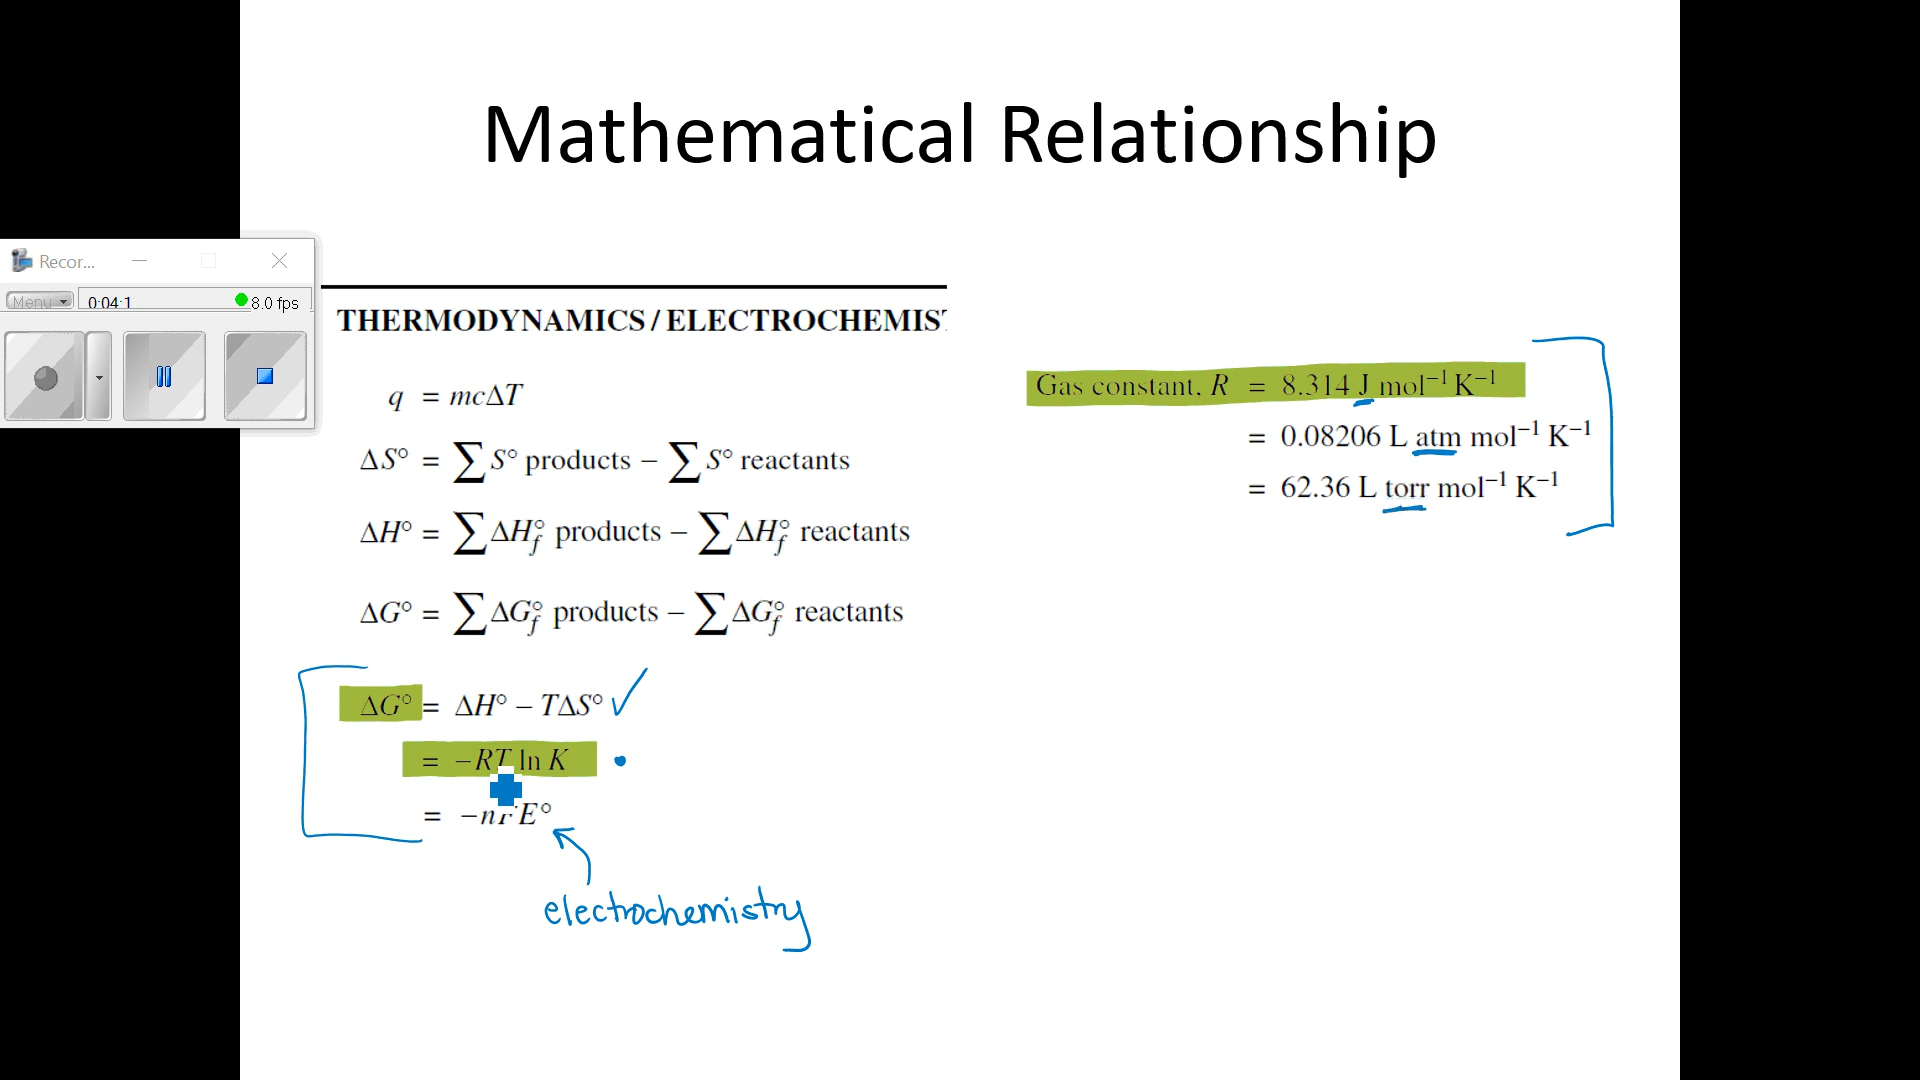 Mathematical Relationship
Recor...
Menu 0:04:1 8.0 fps
THERMODYNAMICS / ELECTROCHEMIST
q = mcΔT
ΔS° = ∑S° products − ∑S° reactants
ΔH° = ∑ΔH°f products − ∑ΔH°f reactants
ΔG° = ∑ΔG°f products − ∑ΔG°f reactants
ΔG° = ΔH° − TΔS° ✓
= −RT ln K
= −nFE°
electrochemistry
Gas constant, R = 8.314 J mol⁻¹ K⁻¹
= 0.08206 L atm mol⁻¹ K⁻¹
= 62.36 L torr mol⁻¹ K⁻¹